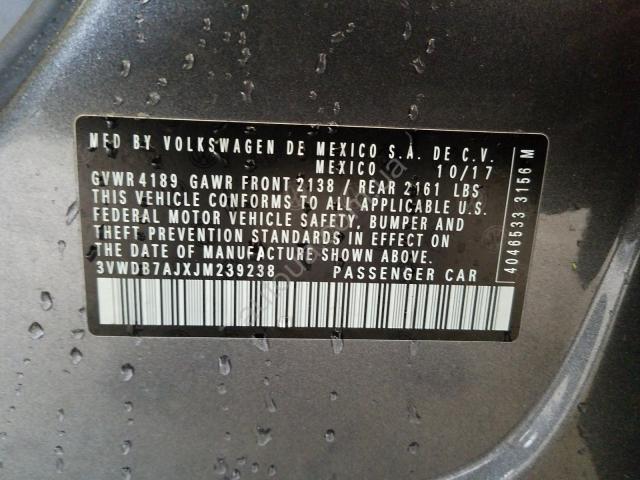 MFD BY VOLKSWAGEN DE MEXICO S.A. DE C.V.
MEXICO 10/17
GVWR 4189 GAWR FRONT 2138 / REAR 2161 LBS
THIS VEHICLE CONFORMS TO ALL APPLICABLE U.S.
FEDERAL MOTOR VEHICLE SAFETY, BUMPER AND
THEFT PREVENTION STANDARDS IN EFFECT ON
THE DATE OF MANUFACTURE SHOWN ABOVE.
3VWDB7AJXJM239238 PASSENGER CAR
4046533 3156 M